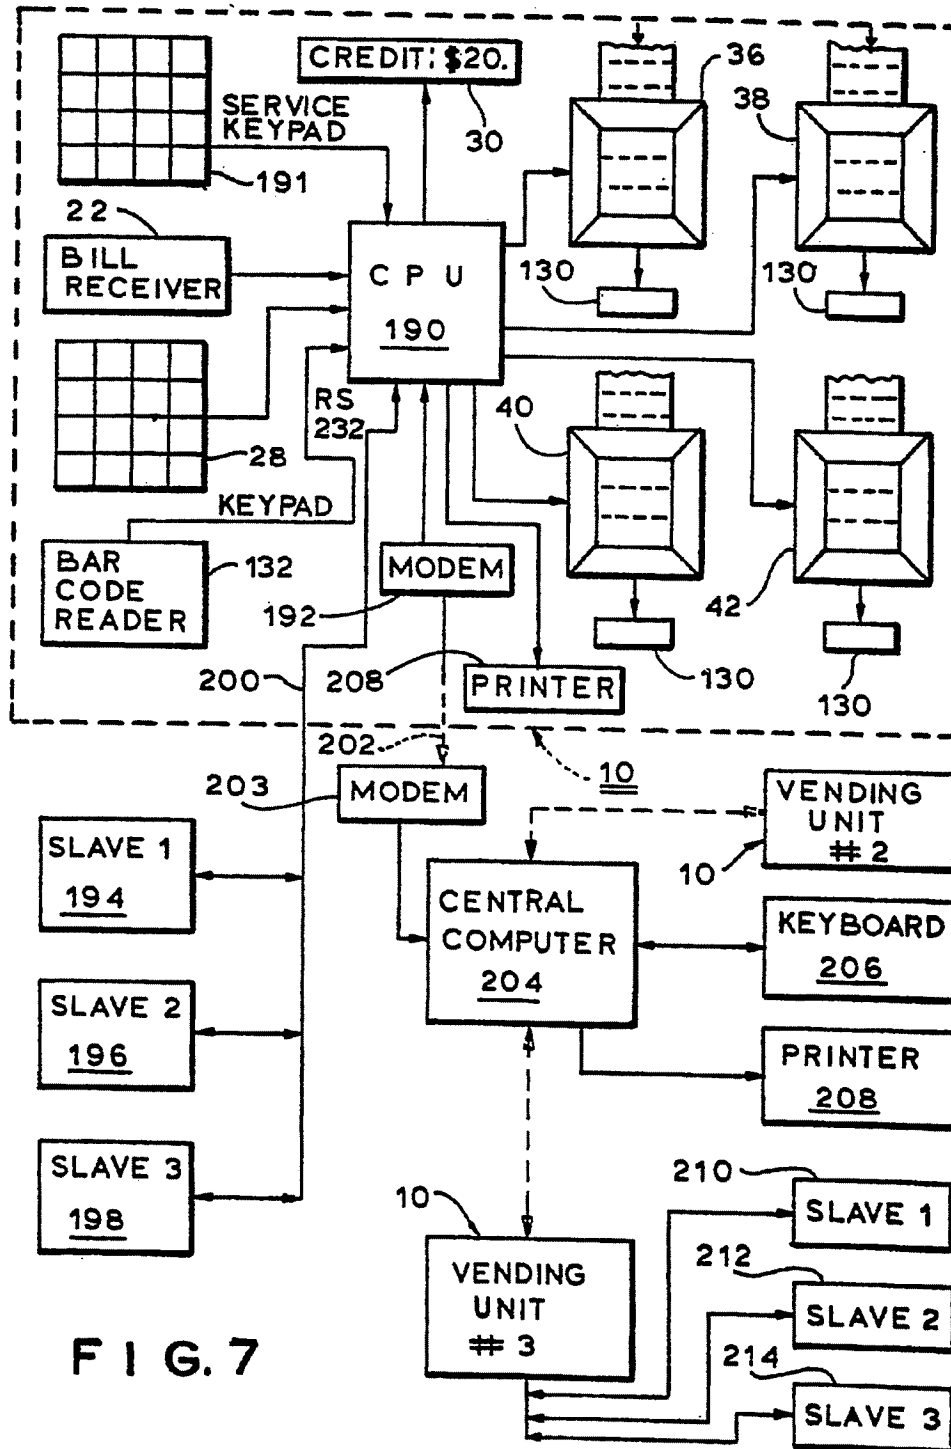 CREDIT: $20.
30
36
38
SERVICE
KEYPAD
191
22
BILL
RECEIVER
CPU
190
130
130
RS
232
28
KEYPAD
40
42
BAR
CODE
READER
132
MODEM
192
200
208
PRINTER
130
130
202
10
203
MODEM
VENDING
UNIT
# 2
10
SLAVE 1
194
CENTRAL
COMPUTER
204
KEYBOARD
206
SLAVE 2
196
PRINTER
208
SLAVE 3
198
10
VENDING
UNIT
# 3
210
SLAVE 1
212
SLAVE 2
214
SLAVE 3
FIG. 7